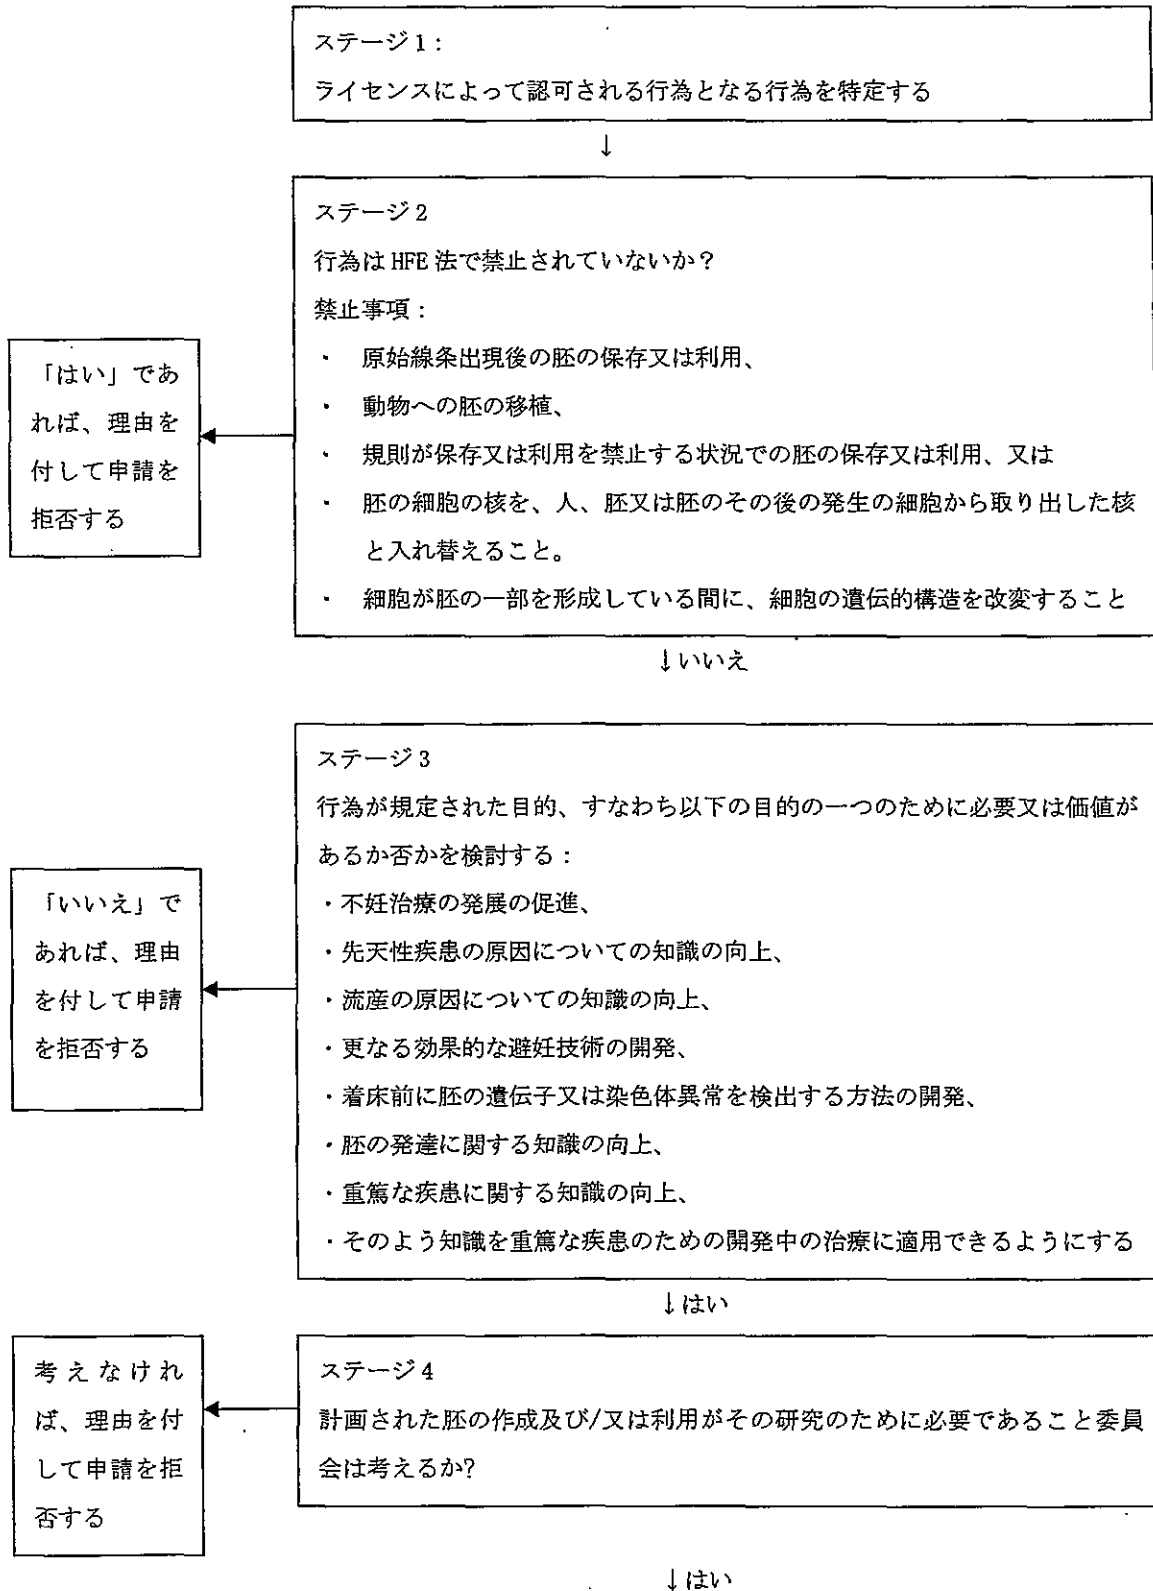 ステージ1:
ライセンスによって認可される行為となる行為を特定する
↓
ステージ2
行為は HFE 法で禁止されていないか?
禁止事項:
・ 原始線条出現後の胚の保存又は利用、
・ 動物への胚の移植、
・ 規則が保存又は利用を禁止する状況での胚の保存又は利用、又は
・ 胚の細胞の核を、人、胚又は胚のその後の発生の細胞から取り出した核
と入れ替えること。
・ 細胞が胚の一部を形成している間に、細胞の遺伝的構造を改変すること
「はい」であ
れば、理由を
付して申請を
拒否する
↓いいえ
ステージ3
行為が規定された目的、すなわち以下の目的の一つのために必要又は価値が
あるか否かを検討する:
・不妊治療の発展の促進、
・先天性疾患の原因についての知識の向上、
・流産の原因についての知識の向上、
・更なる効果的な避妊技術の開発、
・着床前に胚の遺伝子又は染色体異常を検出する方法の開発、
・胚の発達に関する知識の向上、
・重篤な疾患に関する知識の向上、
・そのよう知識を重篤な疾患のための開発中の治療に適用できるようにする
「いいえ」で
あれば、理由
を付して申請
を拒否する
↓はい
ステージ4
計画された胚の作成及び/又は利用がその研究のために必要であること委員
会は考えるか?
考えなけれ
ば、理由を付
して申請を拒
否する
↓はい